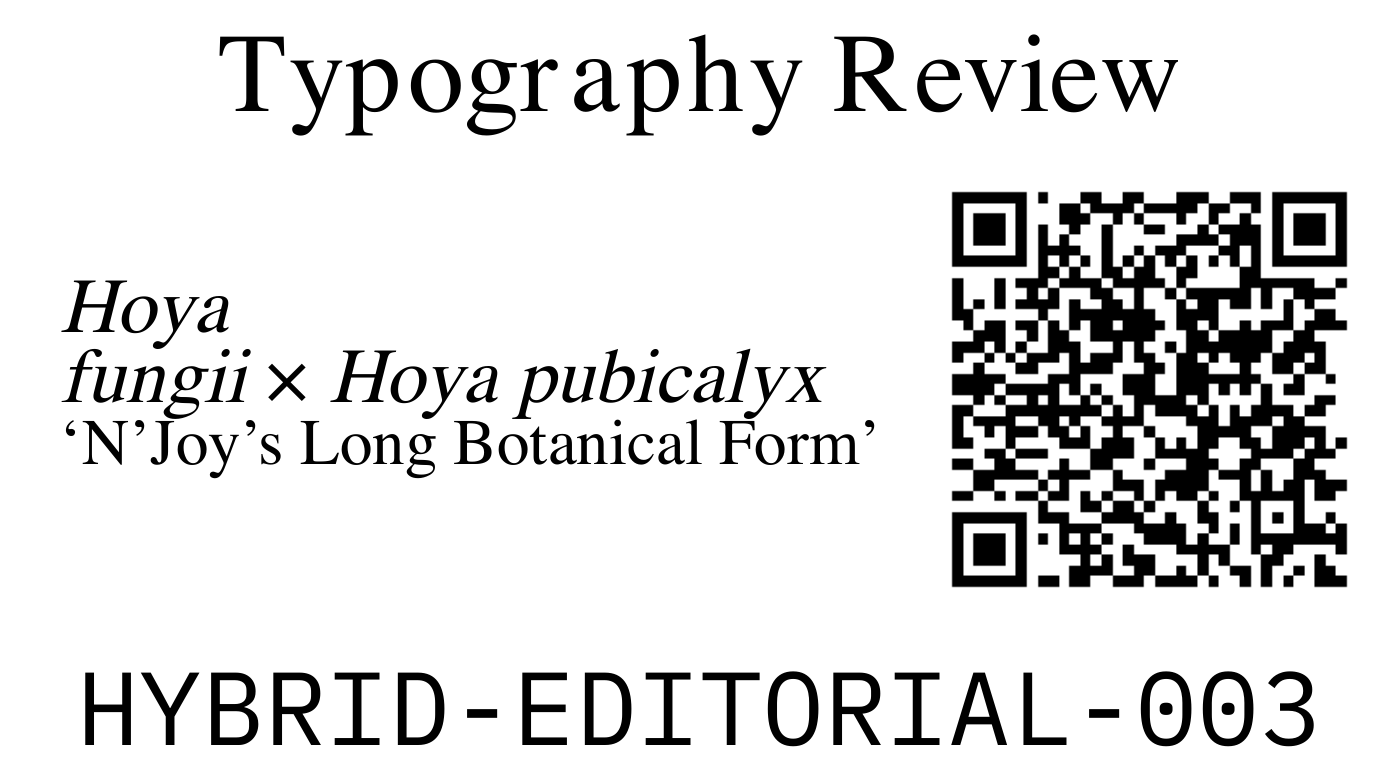 Typography Review
Hoya
fungii × Hoya pubicalyx
‘N’Joy’s Long Botanical Form’
HYBRID-EDITORIAL-003